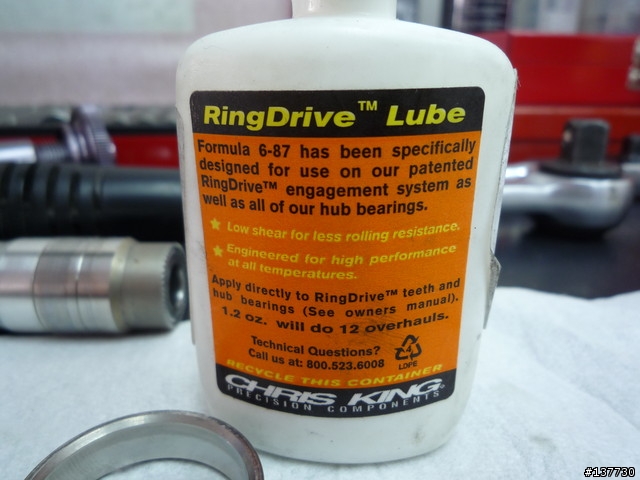 RingDrive™ Lube
Formula 6-87 has been specifically
designed for use on our patented
RingDrive™ engagement system as
well as all of our hub bearings.
★ Low shear for less rolling resistance.
★ Engineered for high performance
at all temperatures.
Apply directly to RingDrive™ teeth and
hub bearings (See owners manual).
1.2 oz. will do 12 overhauls.
Technical Questions?
Call us at: 800.523.6008
4
LDPE
RECYCLE THIS CONTAINER
CHRIS KING®
PRECISION COMPONENTS
#137730